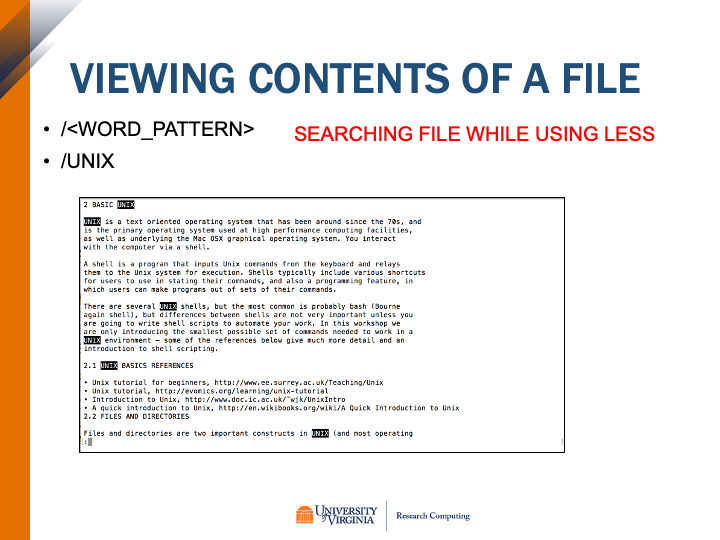 VIEWING CONTENTS OF A FILE
• /<WORD_PATTERN>
SEARCHING FILE WHILE USING LESS
• /UNIX
2 BASIC UNIX
UNIX is a text oriented operating system that has been around since the 70s, and
is the primary operating system used at high performance computing facilities,
as well as underlying the Mac OSX graphical operating system. You interact
with the computer via a shell.
A shell is a program that inputs Unix commands from the keyboard and relays
them to the Unix system for execution. Shells typically include various shortcuts
for users to use in stating their commands, and also a programming feature, in
which users can make programs out of sets of their commands.
There are several UNIX shells, but the most common is probably bash (Bourne
again shell), but differences between shells are not very important unless you
are going to write shell scripts to automate your work. In this workshop we
are only introducing the smallest possible set of commands needed to work in a
UNIX environment – some of the references below give much more detail and an
introduction to shell scripting.
2.1 UNIX BASICS REFERENCES
• Unix tutorial for beginners, http://www.ee.surrey.ac.uk/Teaching/Unix
• Unix tutorial, http://evonics.org/learning/unix-tutorial
• Introduction to Unix, http://www.doc.ic.ac.uk/~wjk/UnixIntro
• A quick introduction to Unix, http://en.wikibooks.org/wiki/A Quick Introduction to Unix
2.2 FILES AND DIRECTORIES
Files and directories are two important constructs in UNIX (and most operating
:
UNIVERSITY
of VIRGINIA
Research Computing